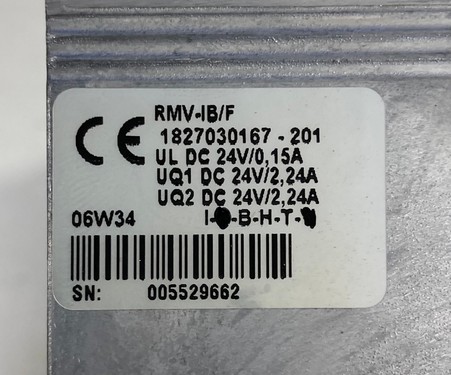 RMV-IB/F
CE
1827030167 - 201
UL DC 24V/0,15A
UQ1 DC 24V/2,24A
UQ2 DC 24V/2,24A
06W34 I- -B-H-T-
SN: 005529662